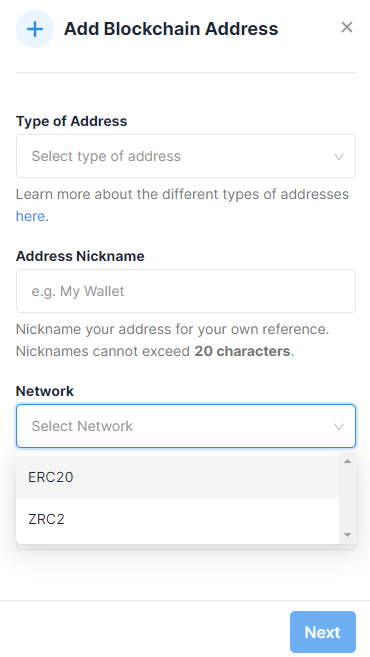 Add Blockchain Address
Type of Address
Select type of address
Learn more about the different types of addresses
here.
Address Nickname
e.g. My Wallet
Nickname your address for your own reference.
Nicknames cannot exceed 20 characters.
Network
Select Network
ERC20
ZRC2
Next